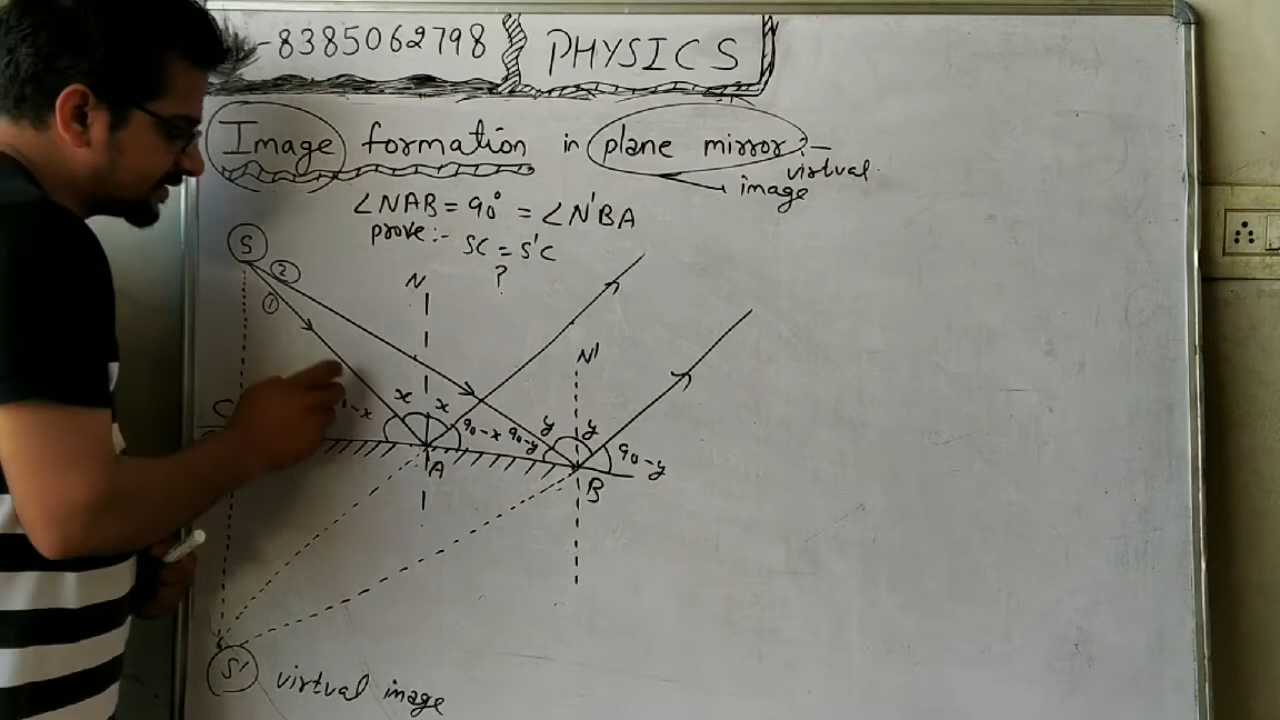 -8385062798 PHYSICS
Image formation in plane mirror :-
virtual
image
∠NAB = 90° = ∠N'BA
prove :- SC = S'C
?
S
②
①
N
N'
C
x x
-x
90-x 90-y
y y
90-y
A
B
S' virtual image